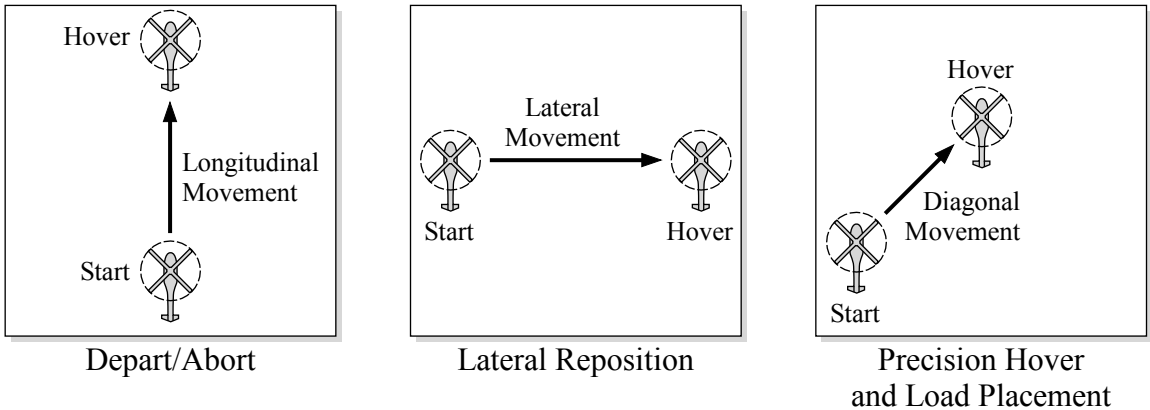 Hover
Longitudinal
Movement
Start
Depart/Abort
Lateral
Movement
Start
Hover
Lateral Reposition
Hover
Diagonal
Movement
Start
Precision Hover
and Load Placement